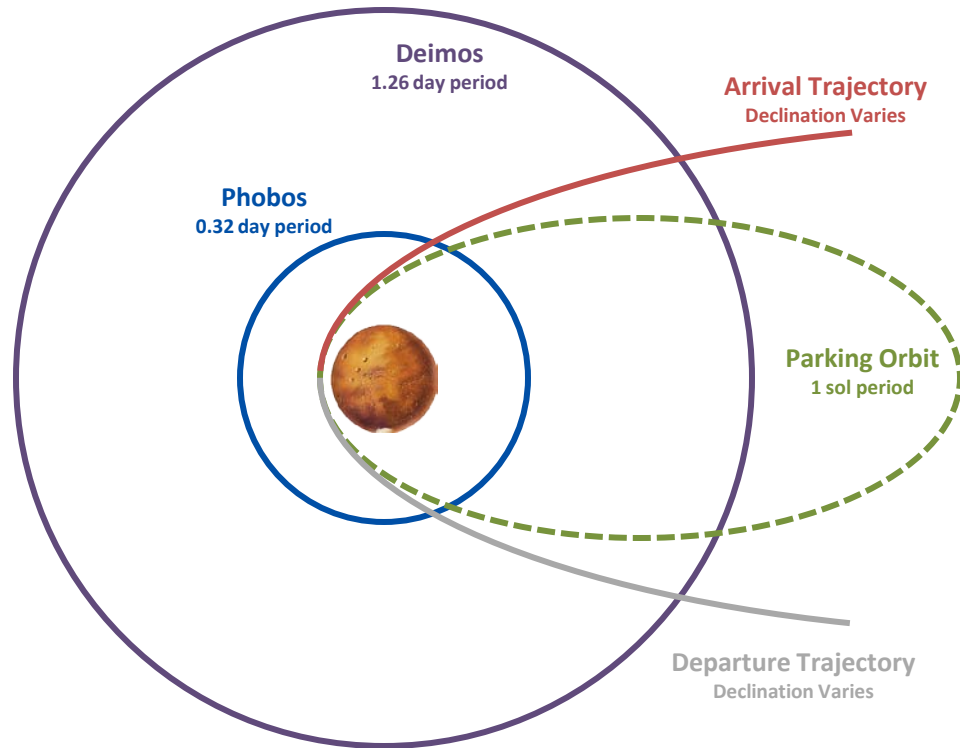 Deimos
1.26 day period
Arrival Trajectory
Declination Varies
Phobos
0.32 day period
Parking Orbit
1 sol period
Departure Trajectory
Declination Varies